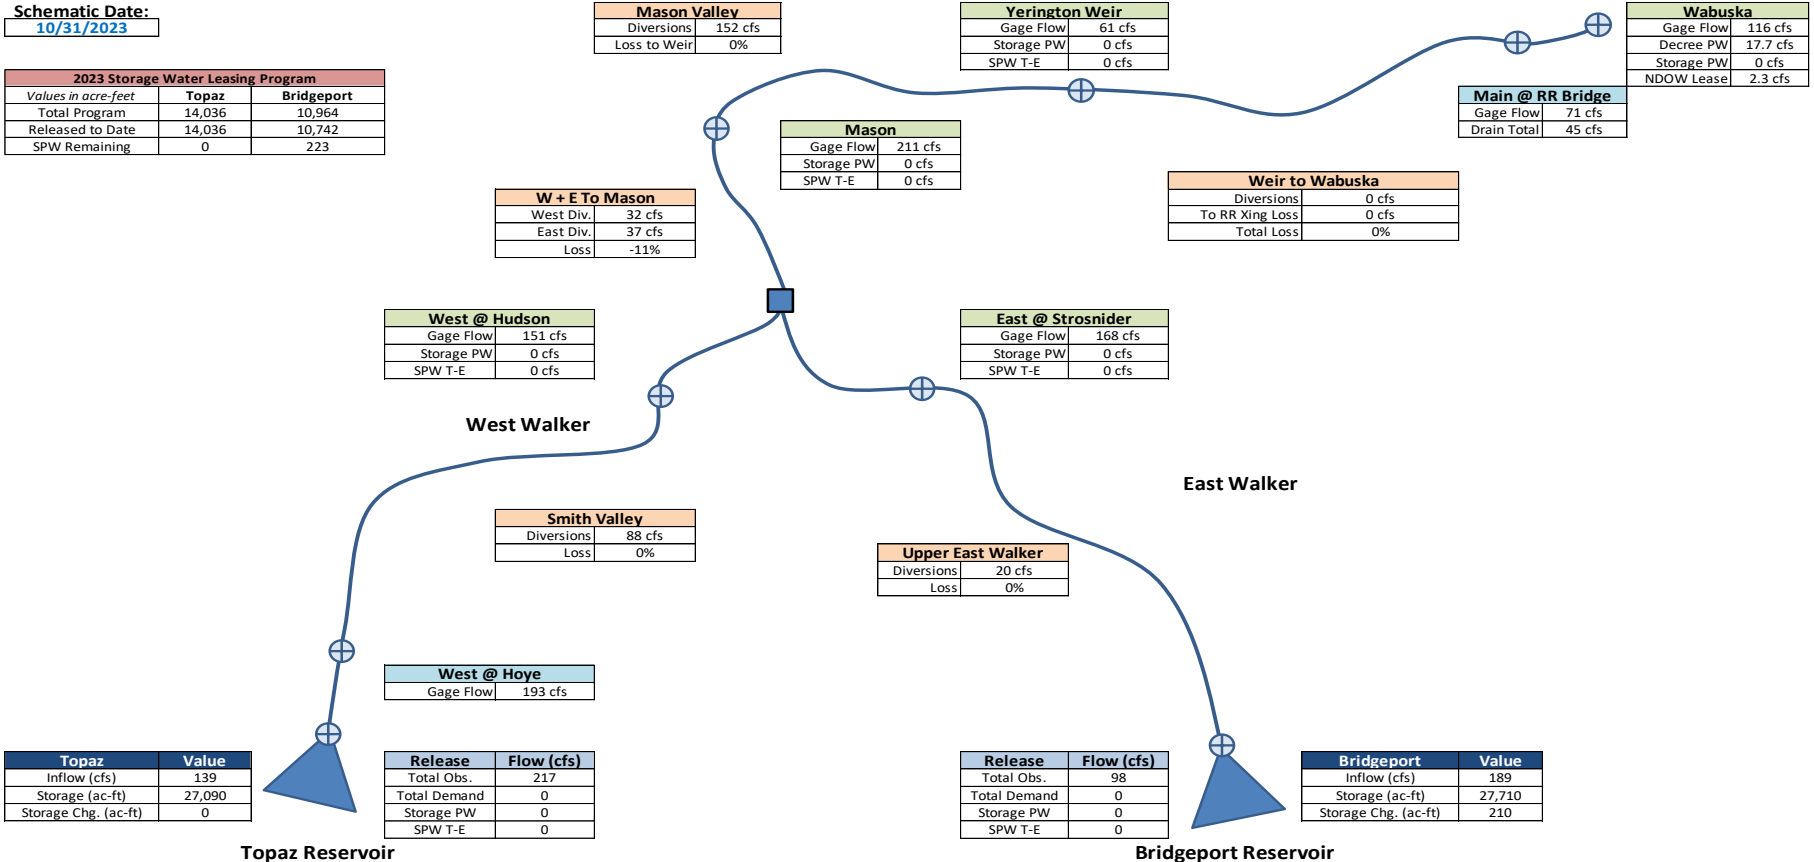 Schematic Date:
10/31/2023
2023 Storage Water Leasing Program
Values in acre-feet Topaz Bridgeport
Total Program 14,036 10,964
Released to Date 14,036 10,742
SPW Remaining 0 223
Mason Valley
Diversions 152 cfs
Loss to Weir 0%
Yerington Weir
Gage Flow 61 cfs
Storage PW 0 cfs
SPW T-E 0 cfs
Wabuska
Gage Flow 116 cfs
Decree PW 17.7 cfs
Storage PW 0 cfs
NDOW Lease 2.3 cfs
Main @ RR Bridge
Gage Flow 71 cfs
Drain Total 45 cfs
Mason
Gage Flow 211 cfs
Storage PW 0 cfs
SPW T-E 0 cfs
W + E To Mason
West Div. 32 cfs
East Div. 37 cfs
Loss -11%
Weir to Wabuska
Diversions 0 cfs
To RR Xing Loss 0 cfs
Total Loss 0%
West @ Hudson
Gage Flow 151 cfs
Storage PW 0 cfs
SPW T-E 0 cfs
East @ Strosnider
Gage Flow 168 cfs
Storage PW 0 cfs
SPW T-E 0 cfs
West Walker
East Walker
Smith Valley
Diversions 88 cfs
Loss 0%
Upper East Walker
Diversions 20 cfs
Loss 0%
West @ Hoye
Gage Flow 193 cfs
Topaz Value
Inflow (cfs) 139
Storage (ac-ft) 27,090
Storage Chg. (ac-ft) 0
Release Flow (cfs)
Total Obs. 217
Total Demand 0
Storage PW 0
SPW T-E 0
Release Flow (cfs)
Total Obs. 98
Total Demand 0
Storage PW 0
SPW T-E 0
Bridgeport Value
Inflow (cfs) 189
Storage (ac-ft) 27,710
Storage Chg. (ac-ft) 210
Topaz Reservoir
Bridgeport Reservoir